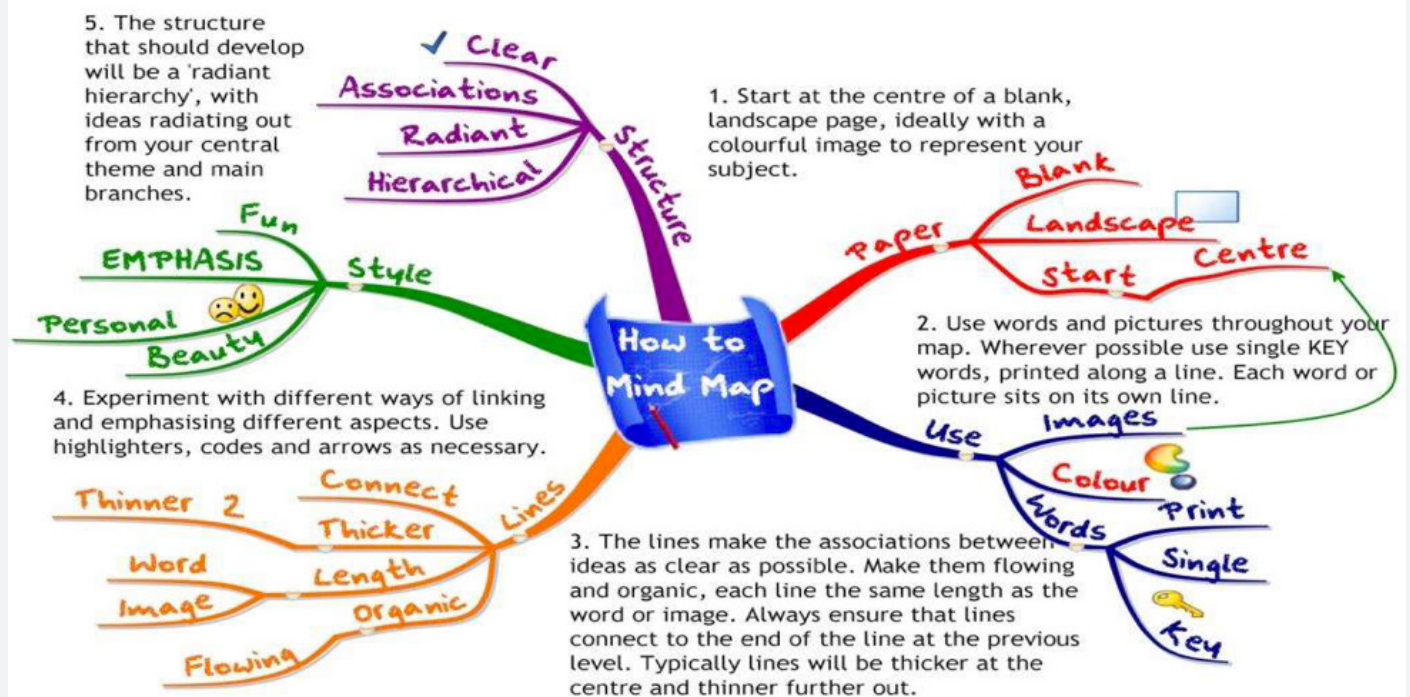 How to
Mind Map
1. Start at the centre of a blank,
landscape page, ideally with a
colourful image to represent your
subject.
Paper
Blank
Landscape
Start
Centre
2. Use words and pictures throughout your
map. Wherever possible use single KEY
words, printed along a line. Each word or
picture sits on its own line.
Use
Images
Colour
Words
Print
Single
Key
3. The lines make the associations between
ideas as clear as possible. Make them flowing
and organic, each line the same length as the
word or image. Always ensure that lines
connect to the end of the line at the previous
level. Typically lines will be thicker at the
centre and thinner further out.
Lines
Connect
Thicker
Thinner 2
Length
Word
Image
Organic
Flowing
4. Experiment with different ways of linking
and emphasising different aspects. Use
highlighters, codes and arrows as necessary.
Style
Fun
EMPHASIS
Personal
Beauty
5. The structure
that should develop
will be a 'radiant
hierarchy', with
ideas radiating out
from your central
theme and main
branches.
Structure
Clear
Associations
Radiant
Hierarchical